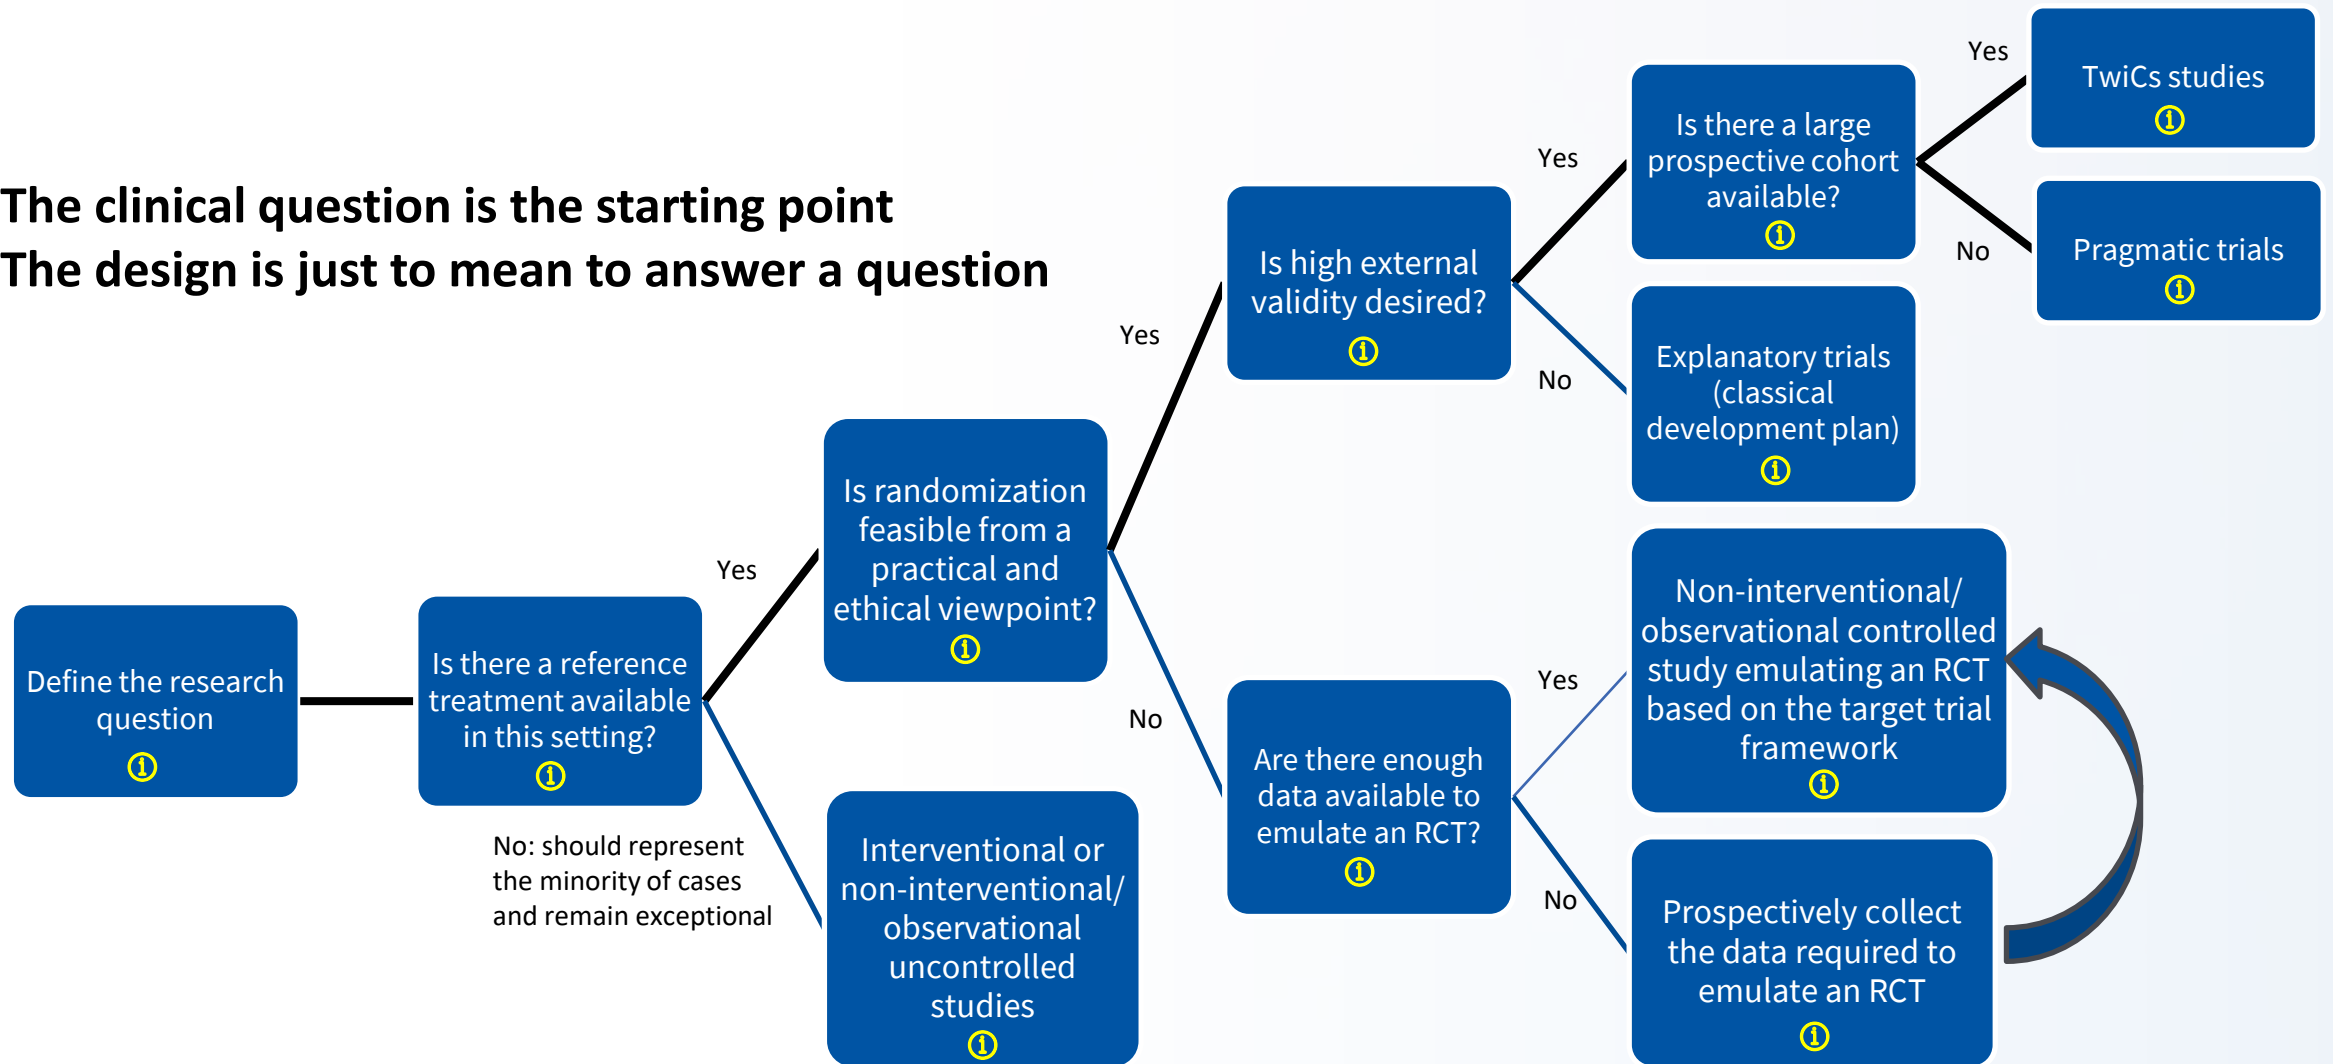 The clinical question is the starting point
The design is just to mean to answer a question
Define the research
question
Is there a reference
treatment available
in this setting?
Yes
No: should represent
the minority of cases
and remain exceptional
Is randomization
feasible from a
practical and
ethical viewpoint?
Interventional or
non-interventional/
observational
uncontrolled
studies
Yes
No
Is high external
validity desired?
Are there enough
data available to
emulate an RCT?
Yes
No
Yes
No
Is there a large
prospective cohort
available?
Explanatory trials
(classical
development plan)
Non-interventional/
observational controlled
study emulating an RCT
based on the target trial
framework
Prospectively collect
the data required to
emulate an RCT
Yes
No
TwiCs studies
Pragmatic trials